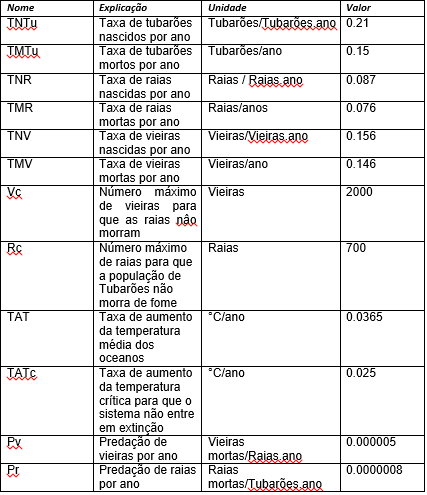 Nome Explicação Unidade Valor
TNTu Taxa de tubarões Tubarões/Tubarões.ano 0.21
nascidos por ano
TMTu Taxa de tubarões Tubarões/ano 0.15
mortos por ano
TNR Taxa de raias Raias / Raias.ano 0.087
nascidas por ano
TMR Taxa de raias Raias/anos 0.076
mortas por ano
TNV Taxa de vieiras Vieiras/Vieiras.ano 0.156
nascidas por ano
TMV Taxa de vieiras Vieiras/ano 0.146
mortas por ano
Vc Número máximo Vieiras 2000
de vieiras para
que as raias nâo
morram
Rc Número máximo Raias 700
de raias para que
a população de
Tubarões não
morra de fome
TAT Taxa de aumento °C/ano 0.0365
da temperatura
média dos
oceanos
TATc Taxa de aumento °C/ano 0.025
da temperatura
crítica para que o
sistema não entre
em extinção
Pv Predação de Vieiras 0.000005
vieiras por ano mortas/Raias.ano
Pr Predação de raias Raias 0.0000008
por ano mortas/Tubarões.ano